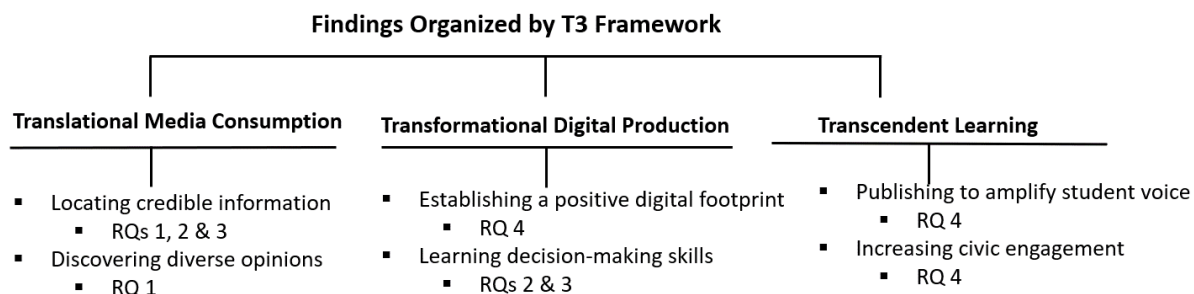 Findings Organized by T3 Framework
Translational Media Consumption
▪ Locating credible information
▪ RQs 1, 2 & 3
▪ Discovering diverse opinions
▪ RQ 1
Transformational Digital Production
▪ Establishing a positive digital footprint
▪ RQ 4
▪ Learning decision-making skills
▪ RQs 2 & 3
Transcendent Learning
▪ Publishing to amplify student voice
▪ RQ 4
▪ Increasing civic engagement
▪ RQ 4